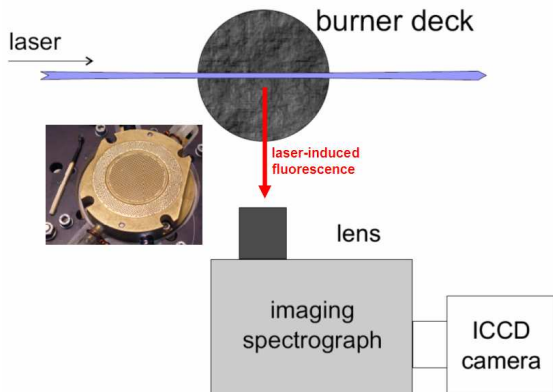 burner deck
laser
laser-induced
fluorescence
lens
imaging
spectrograph
ICCD
camera